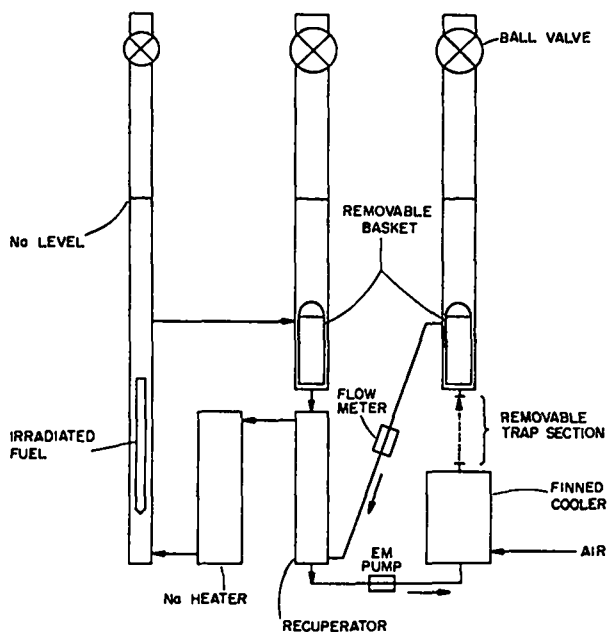 BALL VALVE
REMOVABLE
BASKET
Na LEVEL
FLOW
METER
REMOVABLE
TRAP SECTION
IRRADIATED
FUEL
FINNED
COOLER
EM
PUMP
AIR
Na HEATER
RECUPERATOR